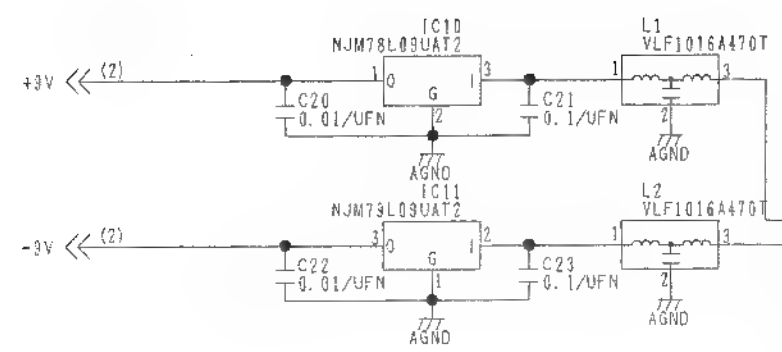 IC10
NJM78L09UAT2
L1
VLF1016A470T
+9V
(2)
1
O
I
3
G
2
C20
0.01/UFN
C21
0.1/UFN
1
3
2
AGND
AGND
IC11
NJM79L09UAT2
L2
VLF1016A470T
-9V
(2)
3
O
I
2
G
1
C22
0.01/UFN
C23
0.1/UFN
1
3
2
AGND
AGND